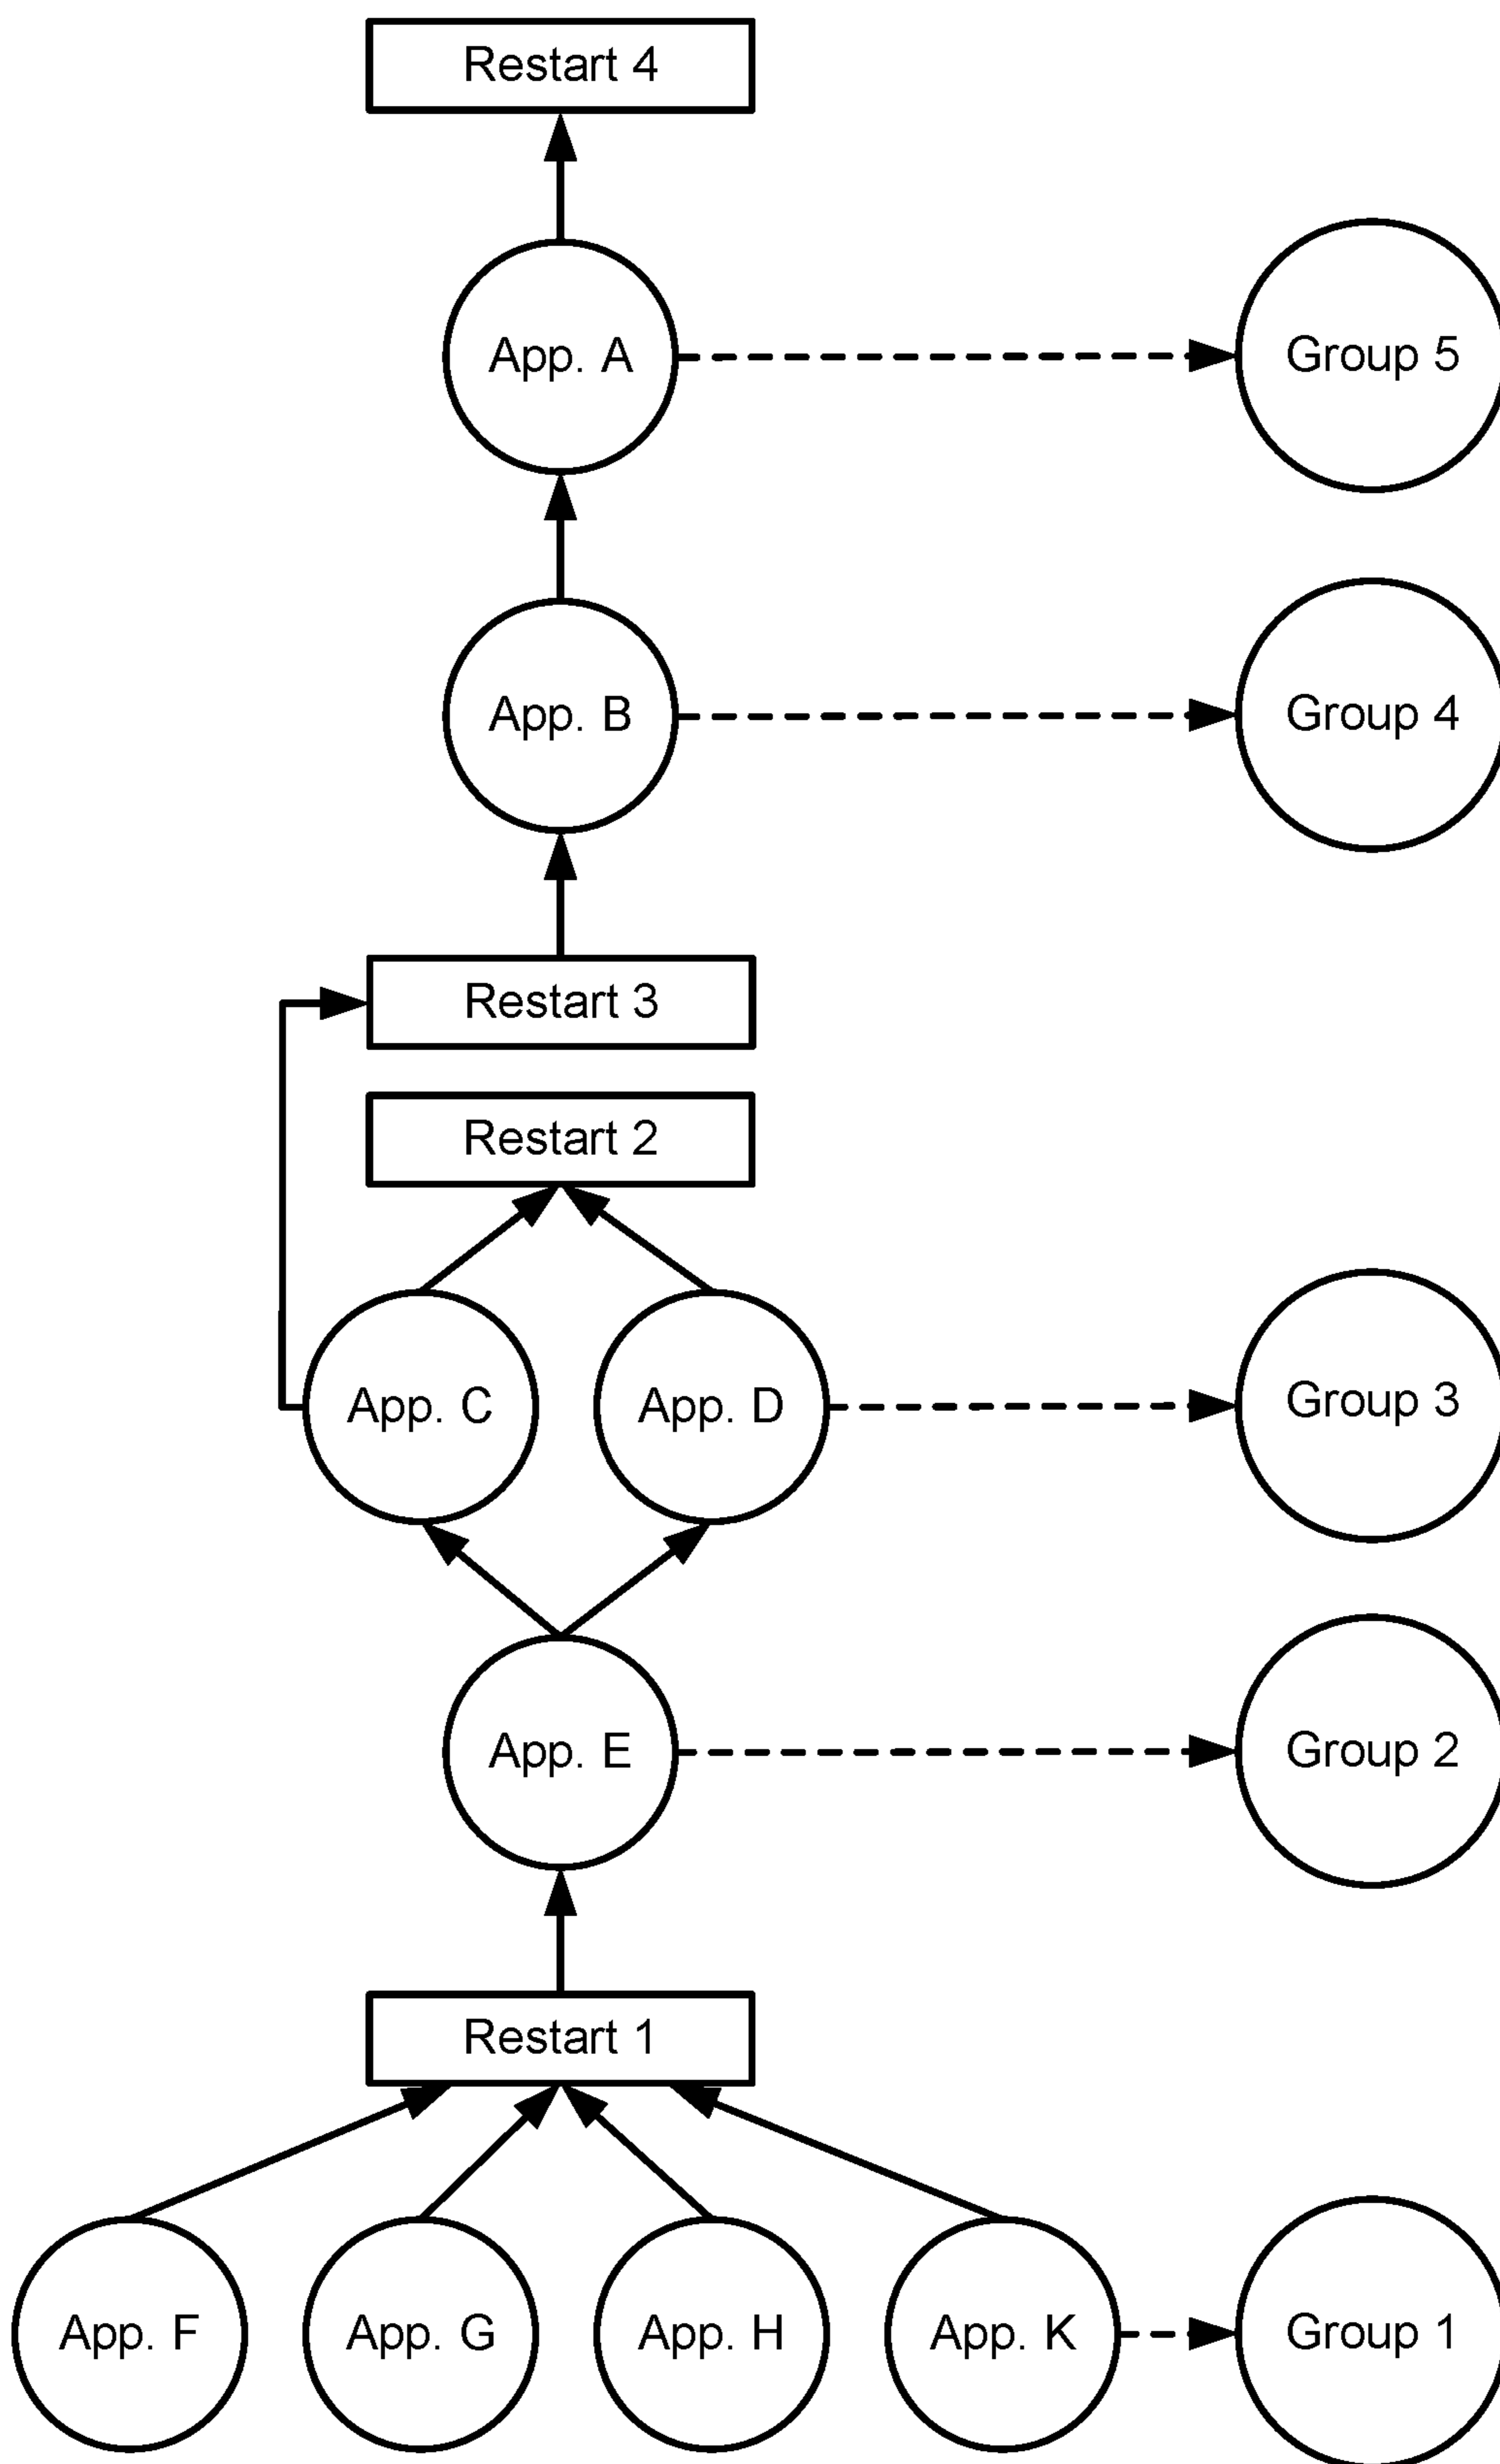 Restart 4
App. A
Group 5
App. B
Group 4
Restart 3
Restart 2
App. C
App. D
Group 3
App. E
Group 2
Restart 1
App. F
App. G
App. H
App. K
Group 1